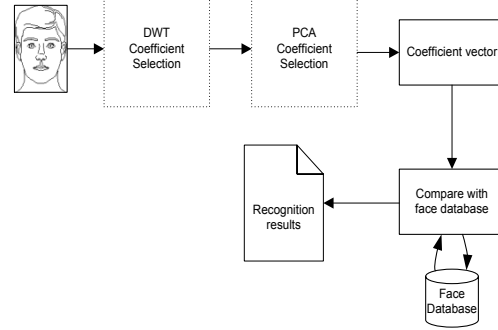 DWT
Coefficient
Selection
PCA
Coefficient
Selection
Coefficient vector
Compare with
face database
Recognition
results
Face
Database